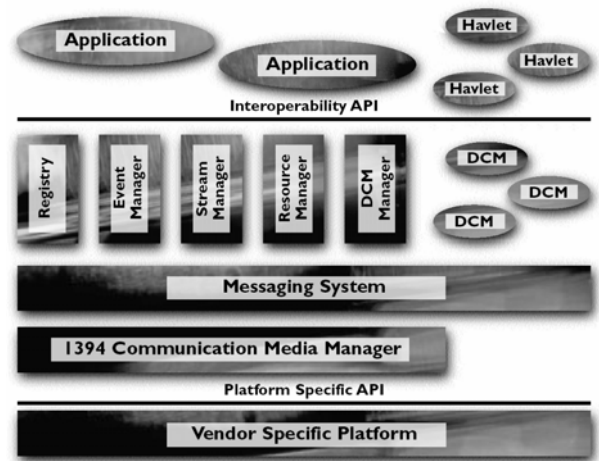 Application
Application
Havlet
Havlet
Havlet
Interoperability API
Registry
Event
Manager
Stream
Manager
Resource
Manager
DCM
Manager
DCM
DCM
DCM
Messaging System
1394 Communication Media Manager
Platform Specific API
Vendor Specific Platform